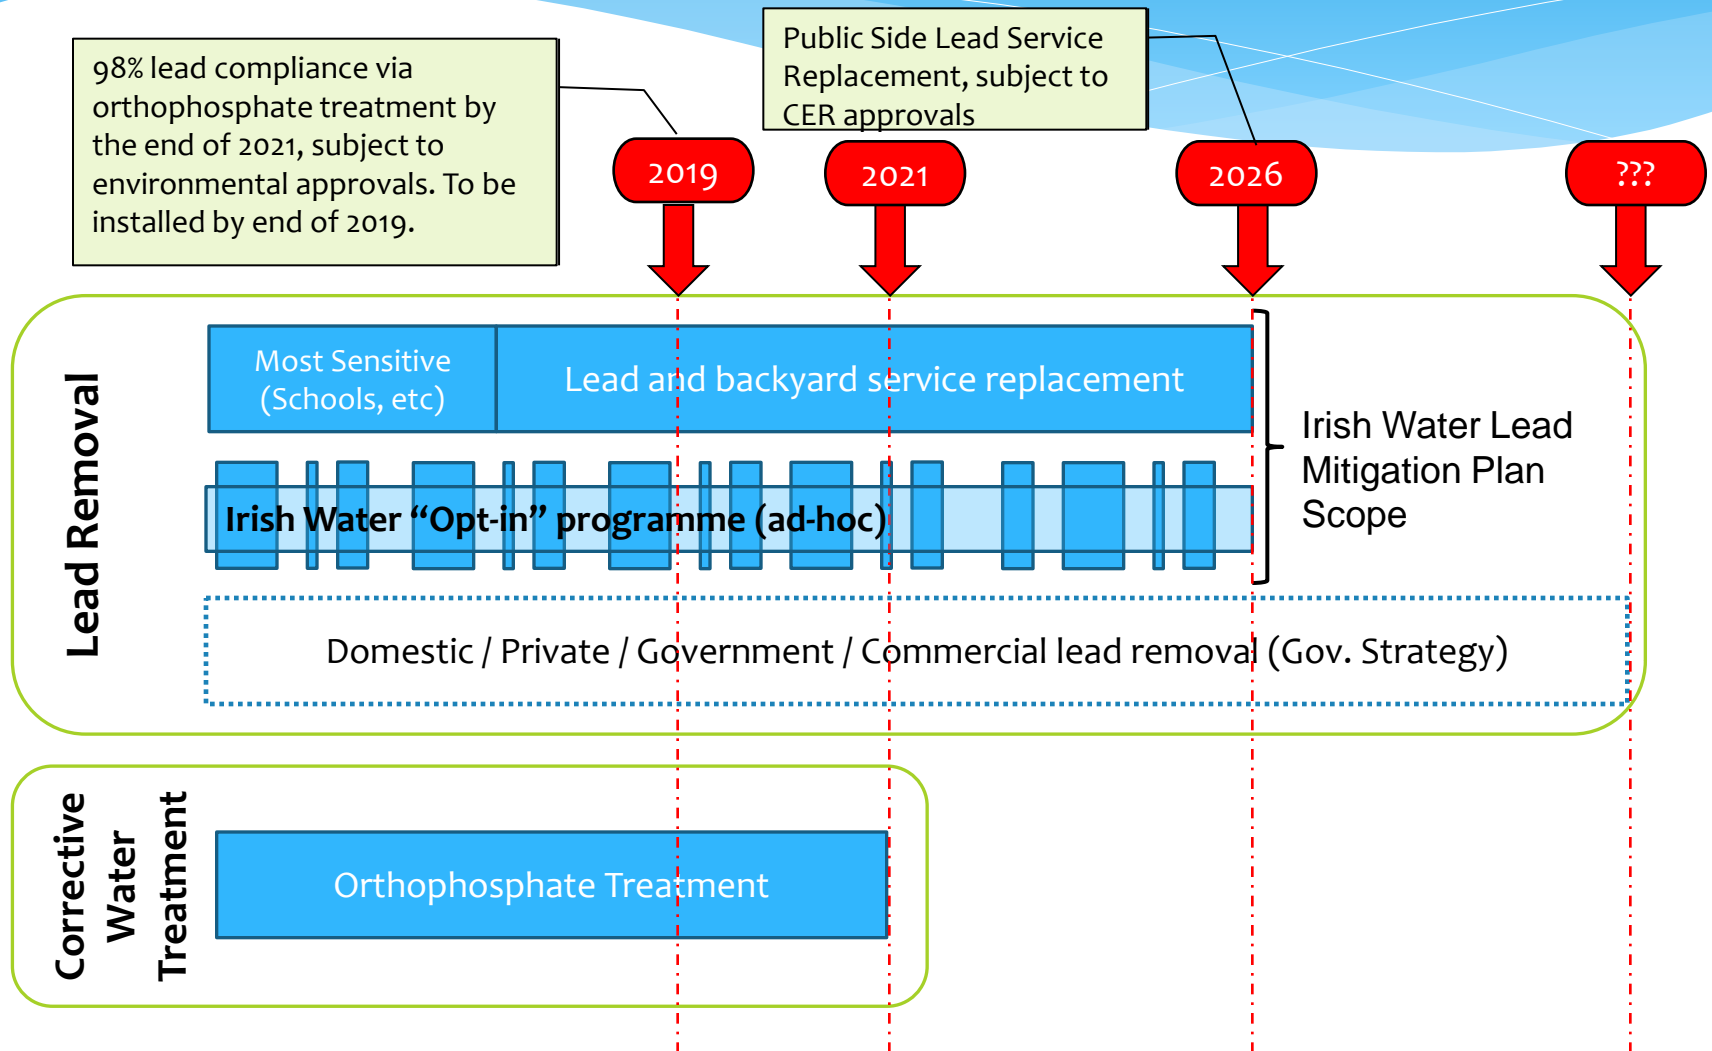 98% lead compliance via
orthophosphate treatment by
the end of 2021, subject to
environmental approvals. To be
installed by end of 2019.
Public Side Lead Service
Replacement, subject to
CER approvals
2019
2021
2026
???
Lead Removal
Most Sensitive
(Schools, etc)
Lead and backyard service replacement
Irish Water “Opt-in” programme (ad-hoc)
Irish Water Lead
Mitigation Plan
Scope
Domestic / Private / Government / Commercial lead removal (Gov. Strategy)
Corrective
Water
Treatment
Orthophosphate Treatment